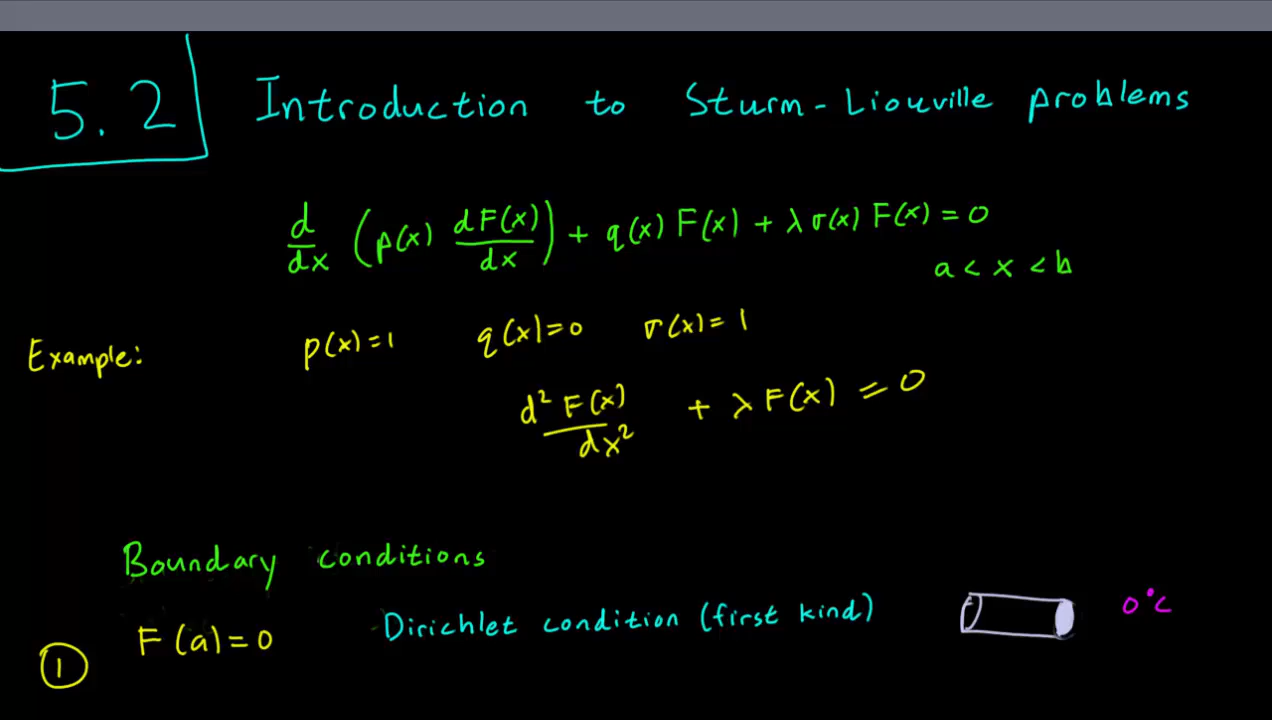 5.2 Introduction to Sturm-Liouville problems
d/dx (p(x) dF(x)/dx) + q(x) F(x) + λ σ(x) F(x) = 0
a < x < b
Example: p(x)=1 q(x)=0 σ(x)=1
d² F(x)/dx² + λ F(x) = 0
Boundary conditions
① F(a)=0 Dirichlet condition (first kind) 0°C